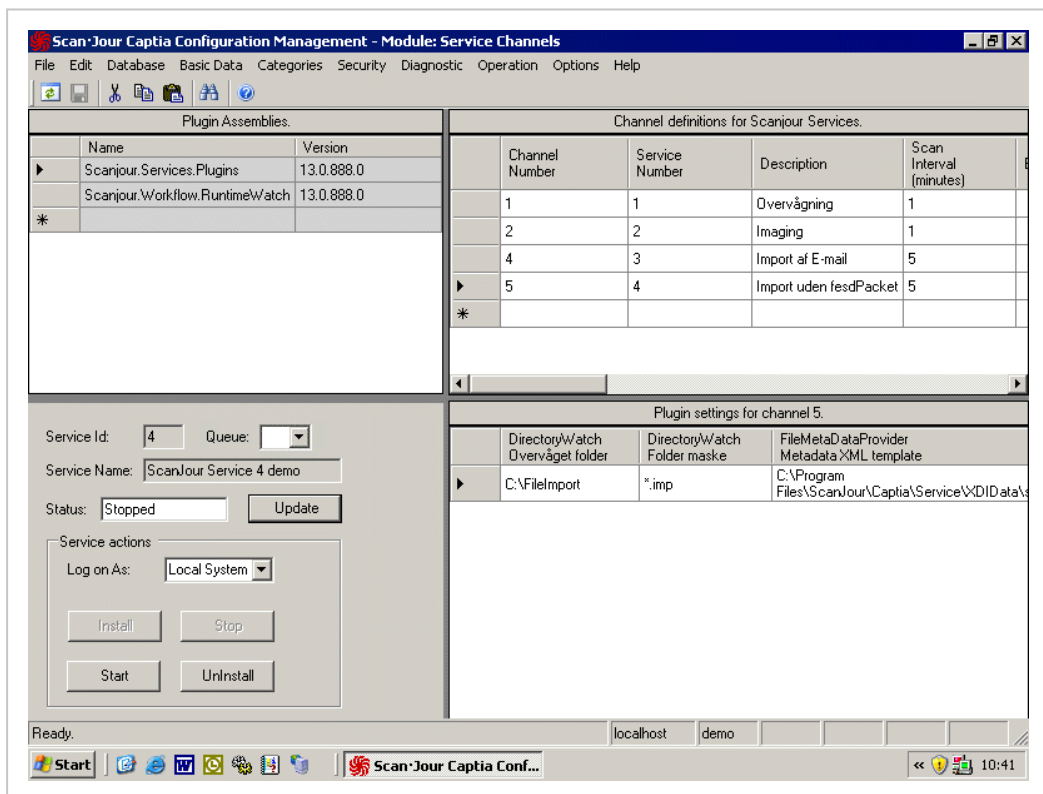 Scan·Jour Captia Configuration Management - Module: Service Channels
File Edit Database Basic Data Categories Security Diagnostic Operation Options Help
Plugin Assemblies.
Name Version
Scanjour.Services.Plugins 13.0.888.0
Scanjour.Workflow.RuntimeWatch 13.0.888.0
Channel definitions for Scanjour Services.
Channel Number Service Number Description Scan Interval (minutes)
1 1 Overvågning 1
2 2 Imaging 1
4 3 Import af E-mail 5
5 4 Import uden fesdPacket 5
Service Id: 4 Queue:
Service Name: ScanJour Service 4 demo
Status: Stopped Update
Service actions
Log on As: Local System
Install Stop
Start UnInstall
Plugin settings for channel 5.
DirectoryWatch Overvåget folder DirectoryWatch Folder maske FileMetaDataProvider Metadata XML template
C:\FileImport *.imp C:\Program Files\ScanJour\Captia\Service\XDIData\s
Ready. localhost demo
Start Scan·Jour Captia Conf... « 10:41